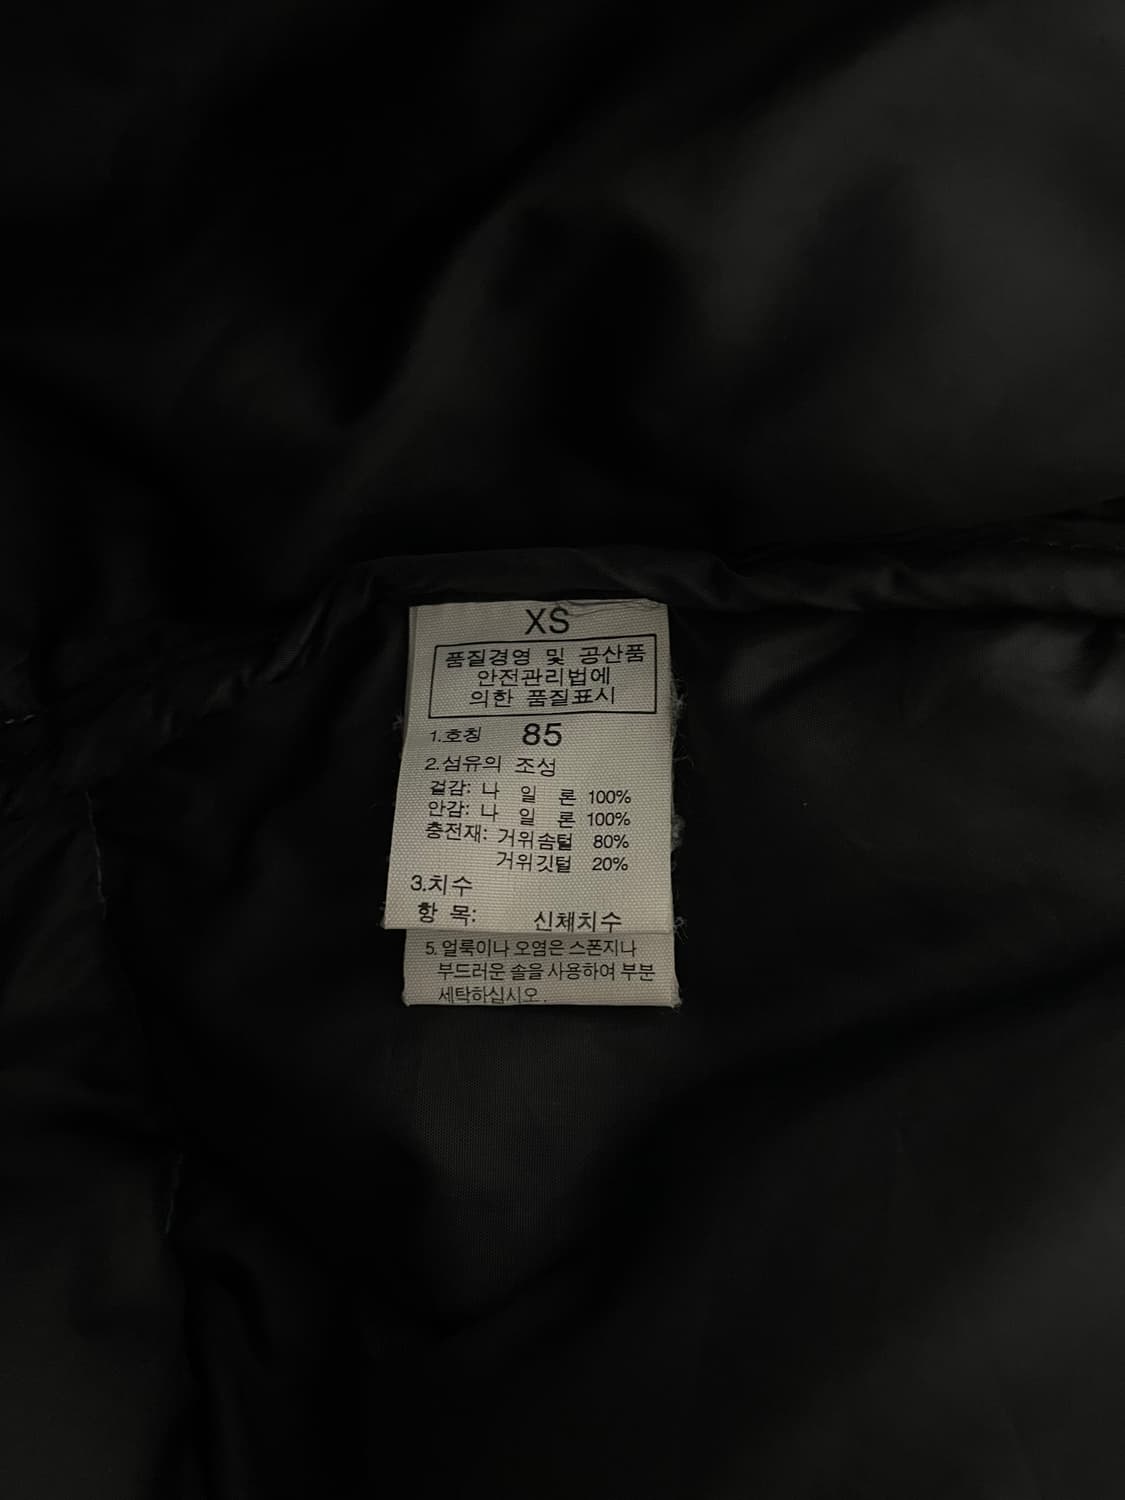 XS
품질경영 및 공산품
안전관리법에
의한 품질표시
1.호칭 85
2.섬유의 조성
겉감: 나 일 론 100%
안감: 나 일 론 100%
충전재: 거위솜털 80%
거위깃털 20%
3.치수
항 목: 신체치수
5. 얼룩이나 오염은 스폰지나
부드러운 솔을 사용하여 부분
세탁하십시오.